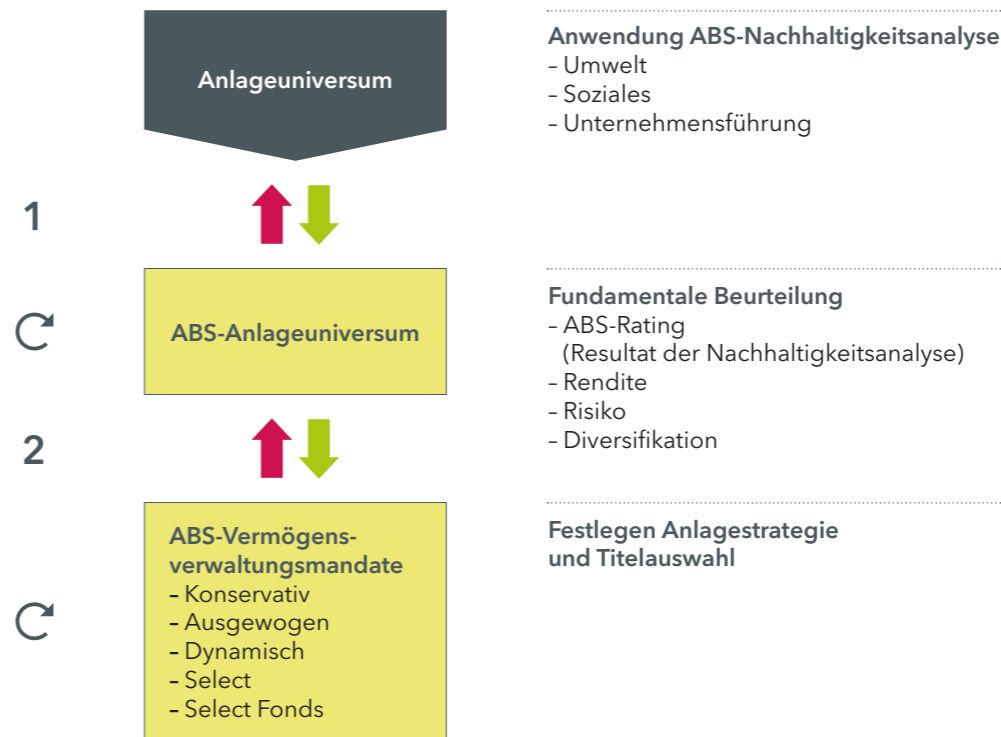 Anlageuniversum
Anwendung ABS-Nachhaltigkeitsanalyse
– Umwelt
– Soziales
– Unternehmensführung
1
ABS-Anlageuniversum
Fundamentale Beurteilung
– ABS-Rating
(Resultat der Nachhaltigkeitsanalyse)
– Rendite
– Risiko
– Diversifikation
2
ABS-Vermögens-
verwaltungsmandate
– Konservativ
– Ausgewogen
– Dynamisch
– Select
– Select Fonds
Festlegen Anlagestrategie
und Titelauswahl